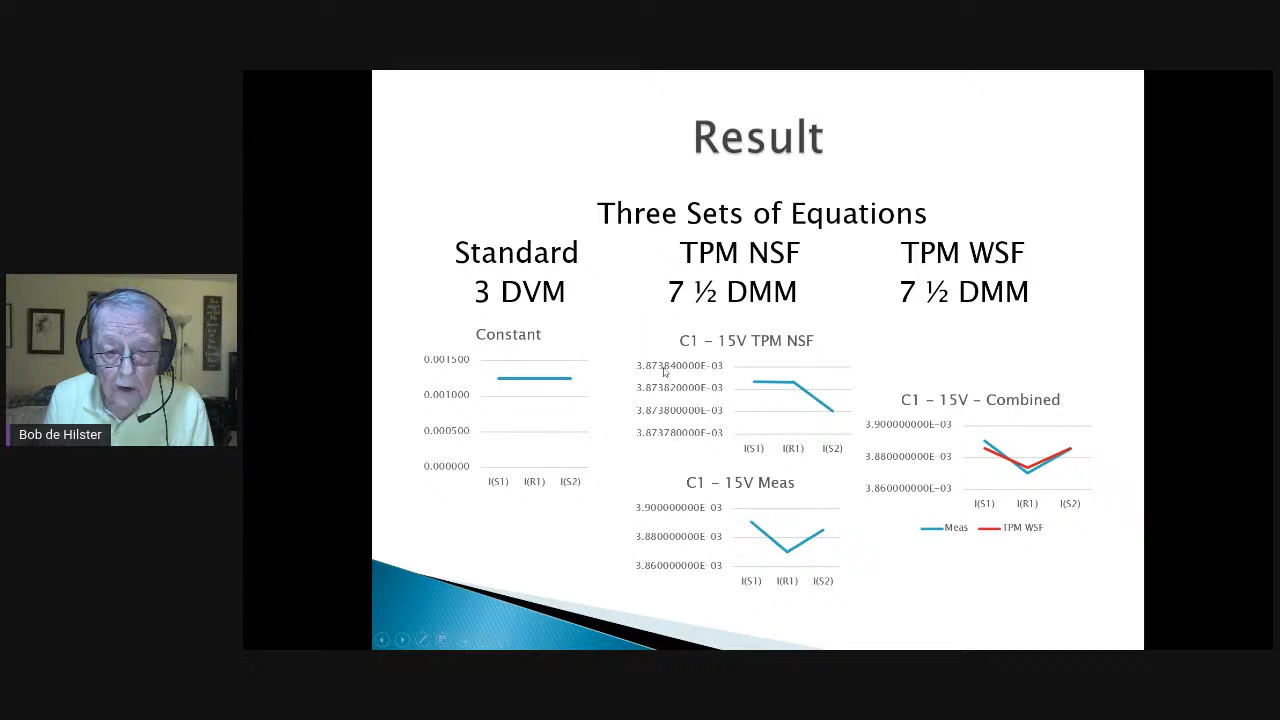 Result
Three Sets of Equations
Standard TPM NSF TPM WSF
3 DVM 7 ½ DMM 7 ½ DMM
Constant
0.001500
0.001000
0.000500
0.000000
I(S1) I(R1) I(S2)
C1 - 15V TPM NSF
3.873840000E-03
3.873820000E-03
3.873800000E-03
3.873780000E-03
I(S1) I(R1) I(S2)
C1 - 15V Meas
3.900000000E-03
3.880000000E-03
3.860000000E-03
I(S1) I(R1) I(S2)
C1 - 15V - Combined
3.900000000E-03
3.880000000E-03
3.860000000E-03
I(S1) I(R1) I(S2)
Meas TPM WSF
Bob de Hilster